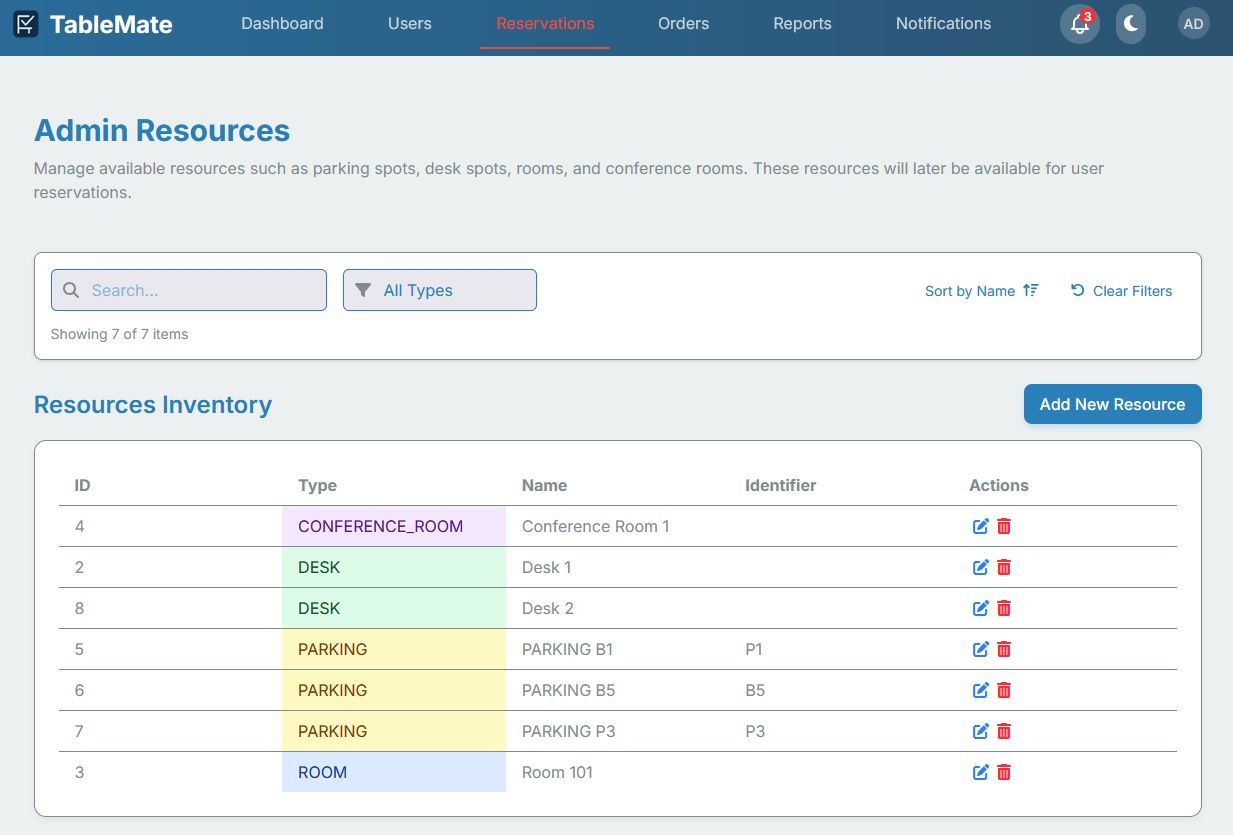 TableMate Dashboard Users Reservations Orders Reports Notifications 3 AD
Admin Resources
Manage available resources such as parking spots, desk spots, rooms, and conference rooms. These resources will later be available for user
reservations.
Search... All Types Sort by Name Clear Filters
Showing 7 of 7 items
Resources Inventory Add New Resource
ID Type Name Identifier Actions
4 CONFERENCE_ROOM Conference Room 1
2 DESK Desk 1
8 DESK Desk 2
5 PARKING PARKING B1 P1
6 PARKING PARKING B5 B5
7 PARKING PARKING P3 P3
3 ROOM Room 101